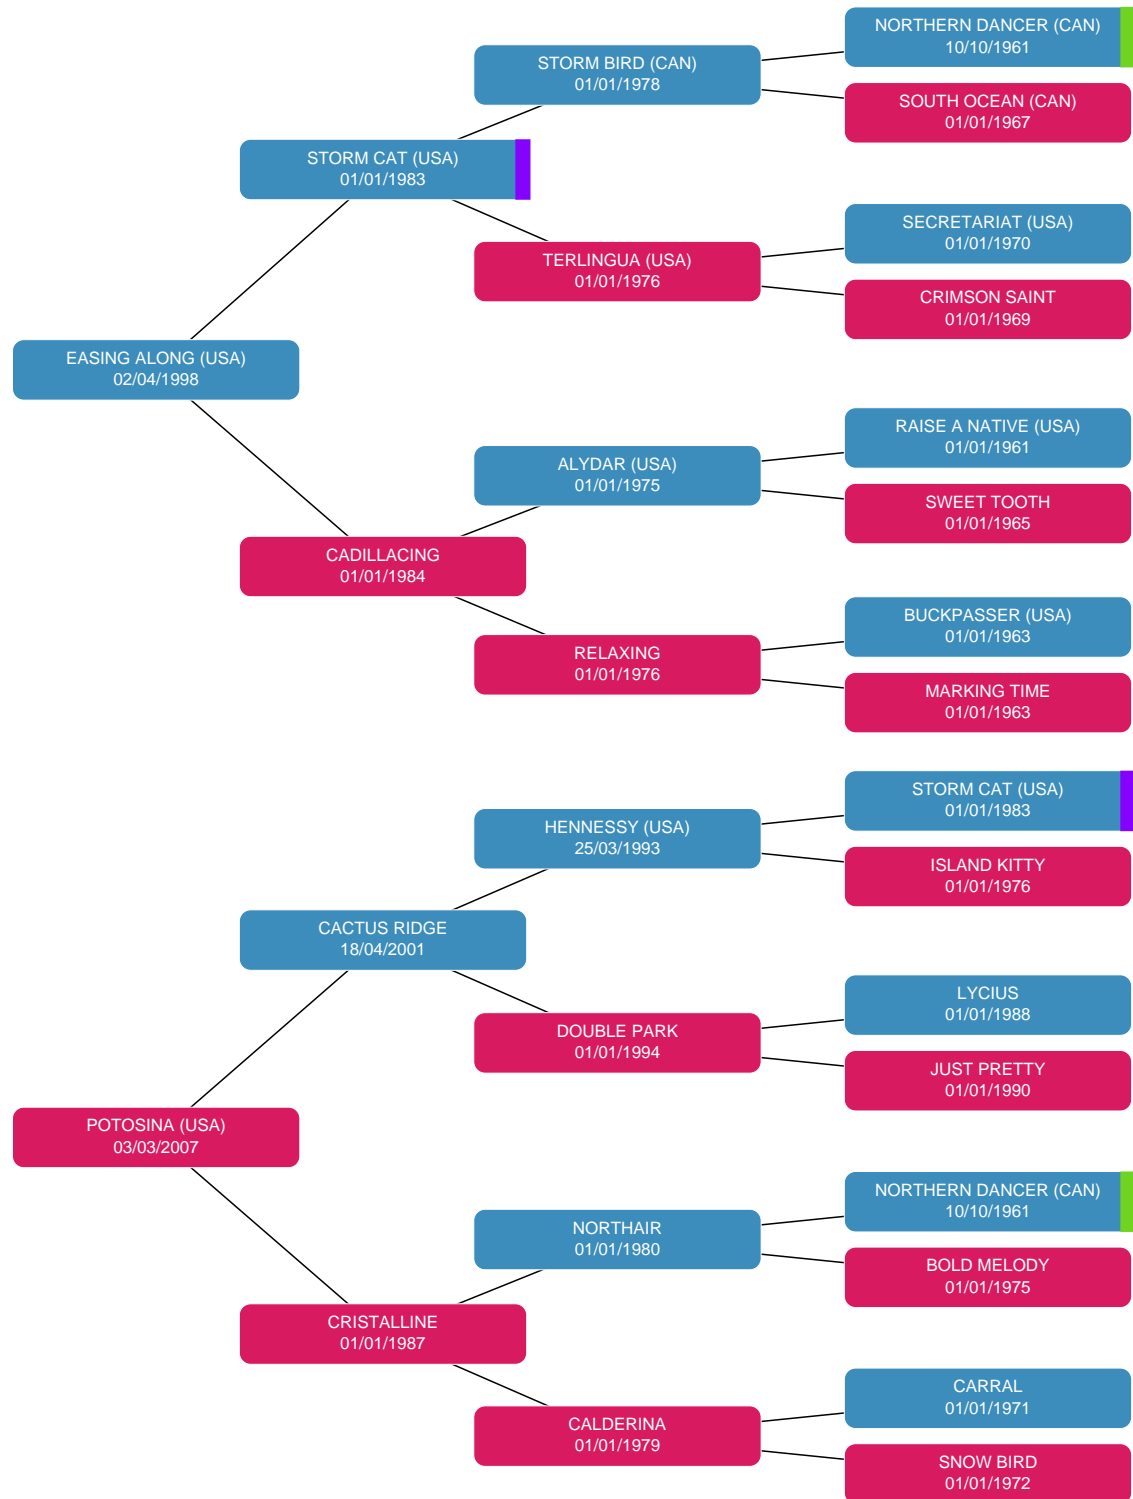 NORTHERN DANCER (CAN)
10/10/1961
STORM BIRD (CAN)
01/01/1978
SOUTH OCEAN (CAN)
01/01/1967
STORM CAT (USA)
01/01/1983
SECRETARIAT (USA)
01/01/1970
TERLINGUA (USA)
01/01/1976
CRIMSON SAINT
01/01/1969
EASING ALONG (USA)
02/04/1998
RAISE A NATIVE (USA)
01/01/1961
ALYDAR (USA)
01/01/1975
SWEET TOOTH
01/01/1965
CADILLACING
01/01/1984
BUCKPASSER (USA)
01/01/1963
RELAXING
01/01/1976
MARKING TIME
01/01/1963
STORM CAT (USA)
01/01/1983
HENNESSY (USA)
25/03/1993
ISLAND KITTY
01/01/1976
CACTUS RIDGE
18/04/2001
LYCIUS
01/01/1988
DOUBLE PARK
01/01/1994
JUST PRETTY
01/01/1990
POTOSINA (USA)
03/03/2007
NORTHERN DANCER (CAN)
10/10/1961
NORTHAIR
01/01/1980
BOLD MELODY
01/01/1975
CRISTALLINE
01/01/1987
CARRAL
01/01/1971
CALDERINA
01/01/1979
SNOW BIRD
01/01/1972